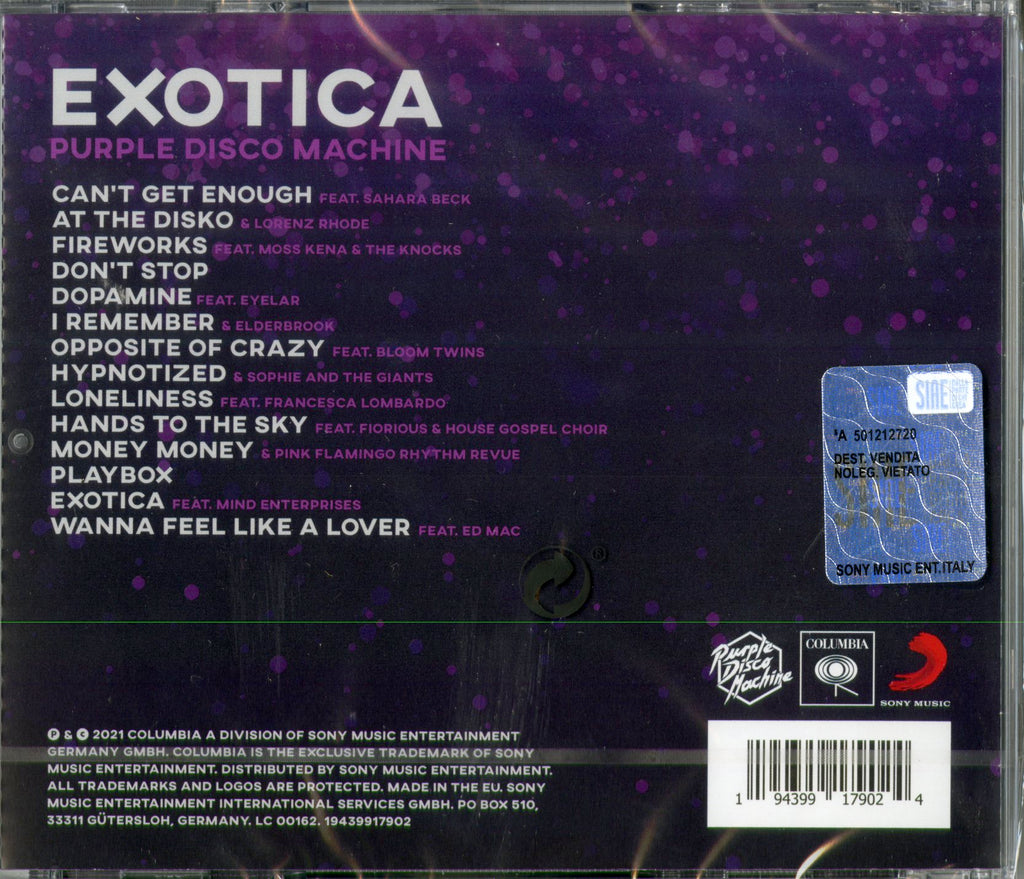 EXOTICA
PURPLE DISCO MACHINE
CAN'T GET ENOUGH FEAT. SAHARA BECK
AT THE DISKO & LORENZ RHODE
FIREWORKS FEAT. MOSS KENA & THE KNOCKS
DON'T STOP
DOPAMINE FEAT. EYELAR
I REMEMBER & ELDERBROOK
OPPOSITE OF CRAZY FEAT. BLOOM TWINS
HYPNOTIZED & SOPHIE AND THE GIANTS
LONELINESS FEAT. FRANCESCA LOMBARDO
HANDS TO THE SKY FEAT. FIORIOUS & HOUSE GOSPEL CHOIR
MONEY MONEY & PINK FLAMINGO RHYTHM REVUE
PLAYBOX
EXOTICA FEAT. MIND ENTERPRISES
WANNA FEEL LIKE A LOVER FEAT. ED MAC
®
SIAE
*A 501212720
DEST. VENDITA
NOLEG. VIETATO
SONY MUSIC ENT.ITALY
Purple
Disco
Machine
COLUMBIA
SONY MUSIC
℗ & © 2021 COLUMBIA A DIVISION OF SONY MUSIC ENTERTAINMENT
GERMANY GMBH. COLUMBIA IS THE EXCLUSIVE TRADEMARK OF SONY
MUSIC ENTERTAINMENT. DISTRIBUTED BY SONY MUSIC ENTERTAINMENT.
ALL TRADEMARKS AND LOGOS ARE PROTECTED. MADE IN THE EU. SONY
MUSIC ENTERTAINMENT INTERNATIONAL SERVICES GMBH. PO BOX 510,
33311 GÜTERSLOH, GERMANY. LC 00162. 19439917902
1 94399 17902 4